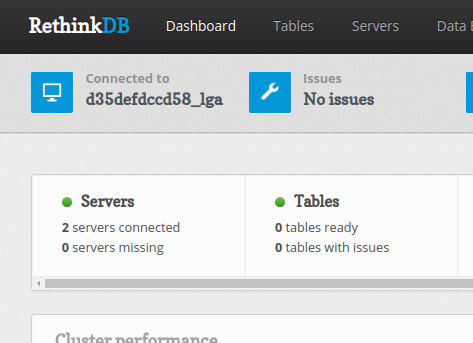 RethinkDB Dashboard Tables Servers Data
Connected to
d35defdccd58_lga
Issues
No issues
Servers
2 servers connected
0 servers missing
Tables
0 tables ready
0 tables with issues
Cluster performance